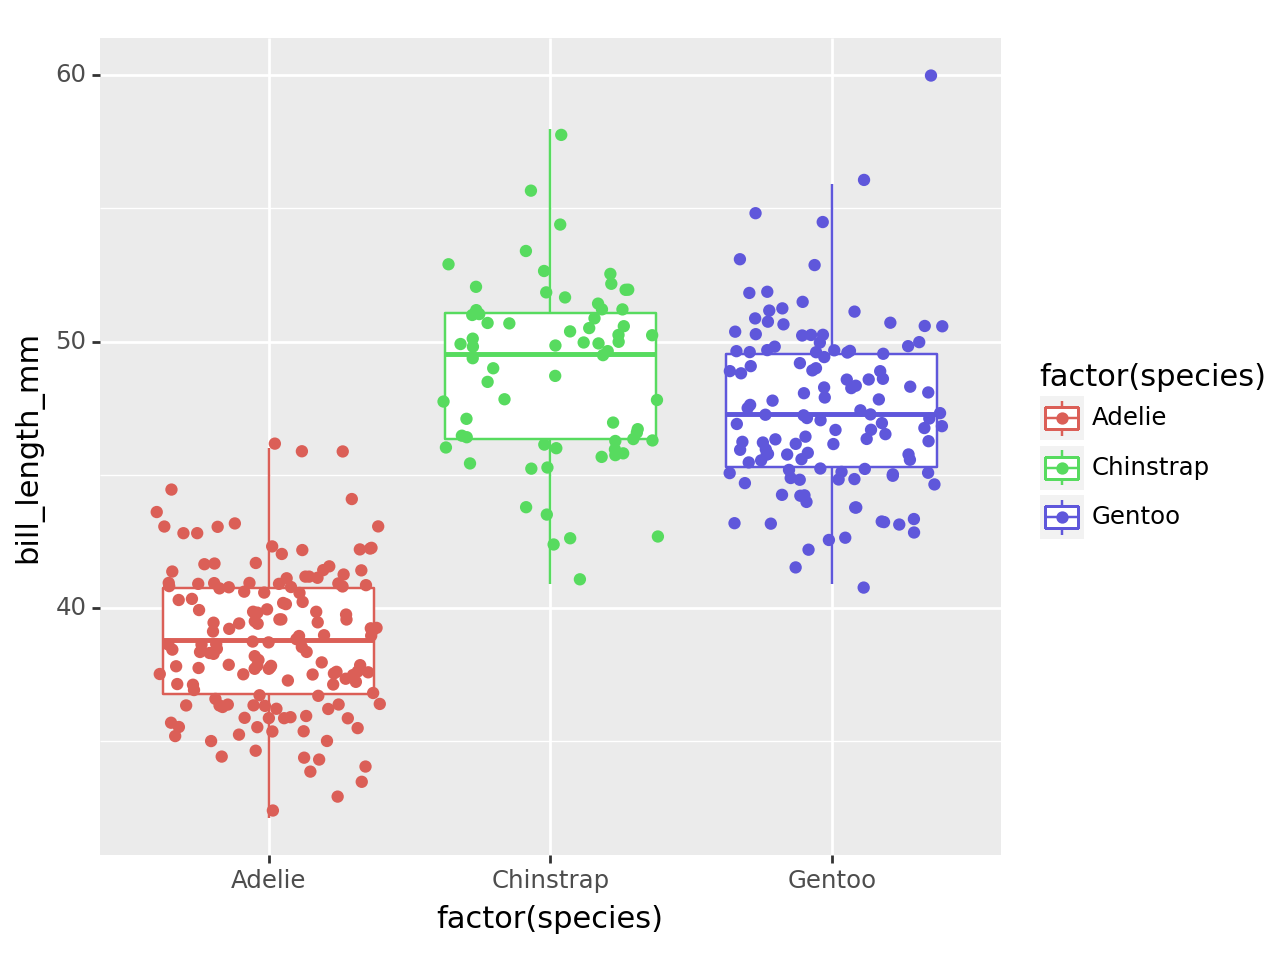 60
50
40
bill_length_mm
Adelie
Chinstrap
Gentoo
factor(species)
factor(species)
Adelie
Chinstrap
Gentoo